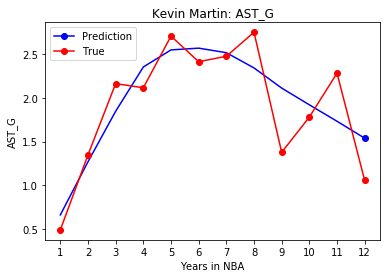 Kevin Martin: AST_G
Prediction
True
AST_G
2.5
2.0
1.5
1.0
0.5
1 2 3 4 5 6 7 8 9 10 11 12
Years in NBA